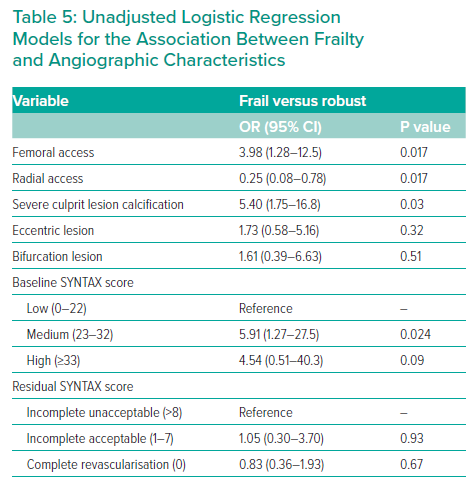 Table 5: Unadjusted Logistic Regression
Models for the Association Between Frailty
and Angiographic Characteristics
Variable Frail versus robust
OR (95% CI) P value
Femoral access 3.98 (1.28–12.5) 0.017
Radial access 0.25 (0.08–0.78) 0.017
Severe culprit lesion calcification 5.40 (1.75–16.8) 0.03
Eccentric lesion 1.73 (0.58–5.16) 0.32
Bifurcation lesion 1.61 (0.39–6.63) 0.51
Baseline SYNTAX score
Low (0–22) Reference –
Medium (23–32) 5.91 (1.27–27.5) 0.024
High (≥33) 4.54 (0.51–40.3) 0.09
Residual SYNTAX score
Incomplete unacceptable (>8) Reference –
Incomplete acceptable (1–7) 1.05 (0.30–3.70) 0.93
Complete revascularisation (0) 0.83 (0.36–1.93) 0.67